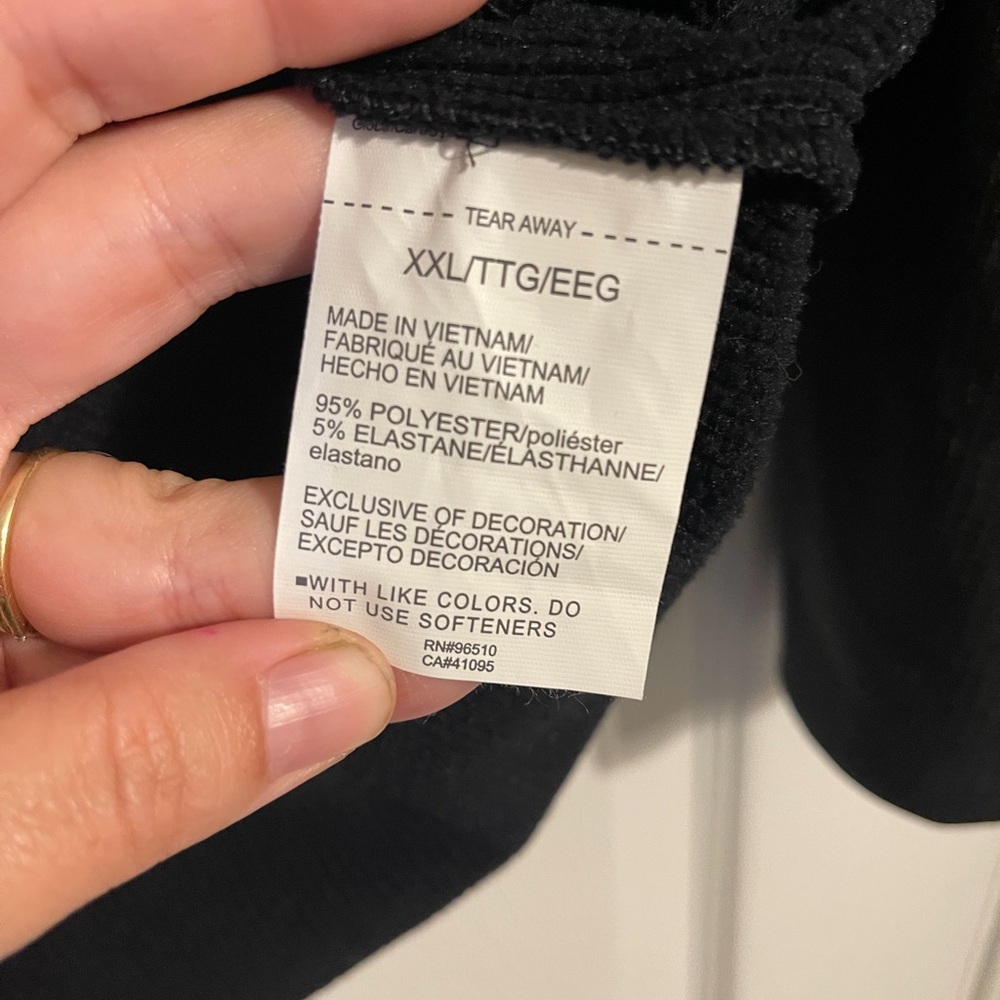 TEAR AWAY
XXL/TTG/EEG
MADE IN VIETNAM/
FABRIQUÉ AU VIETNAM/
HECHO EN VIETNAM
95% POLYESTER/poliéster
5% ELASTANE/ÉLASTHANNE/
elastano
EXCLUSIVE OF DECORATION/
SAUF LES DÉCORATIONS/
EXCEPTO DECORACIÓN
■WITH LIKE COLORS. DO
NOT USE SOFTENERS
RN#96510
CA#41095